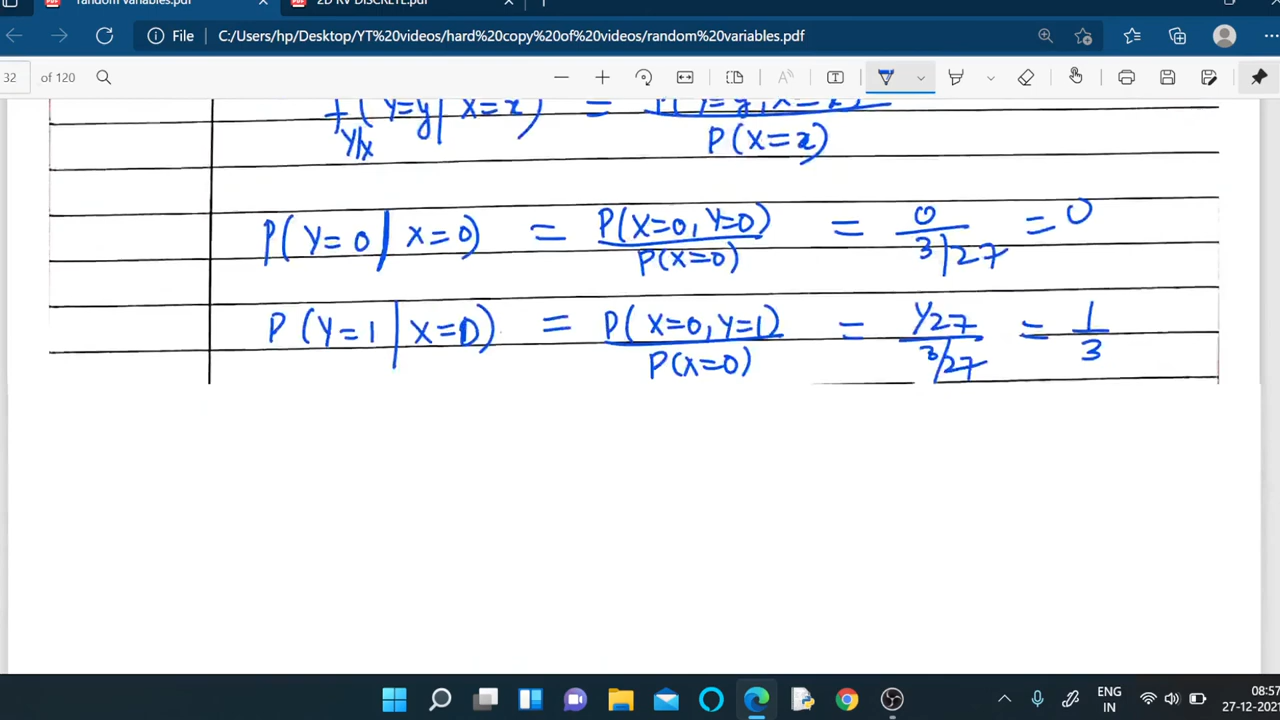 random variables.pdf
2D RV DISCRETE.pdf
File C:/Users/hp/Desktop/YT%20videos/hard%20copy%20of%20videos/random%20variables.pdf
32 of 120
f (Y=y | X=x) =
Y/X
P(X=x)
P(Y=0 | X=0) = P(X=0, Y=0) / P(X=0) = 0 / 3/27 = 0
P(Y=1 | X=0) = P(X=0, Y=1) / P(X=0) = 1/27 / 3/27 = 1/3
ENG
IN
08:57
27-12-202